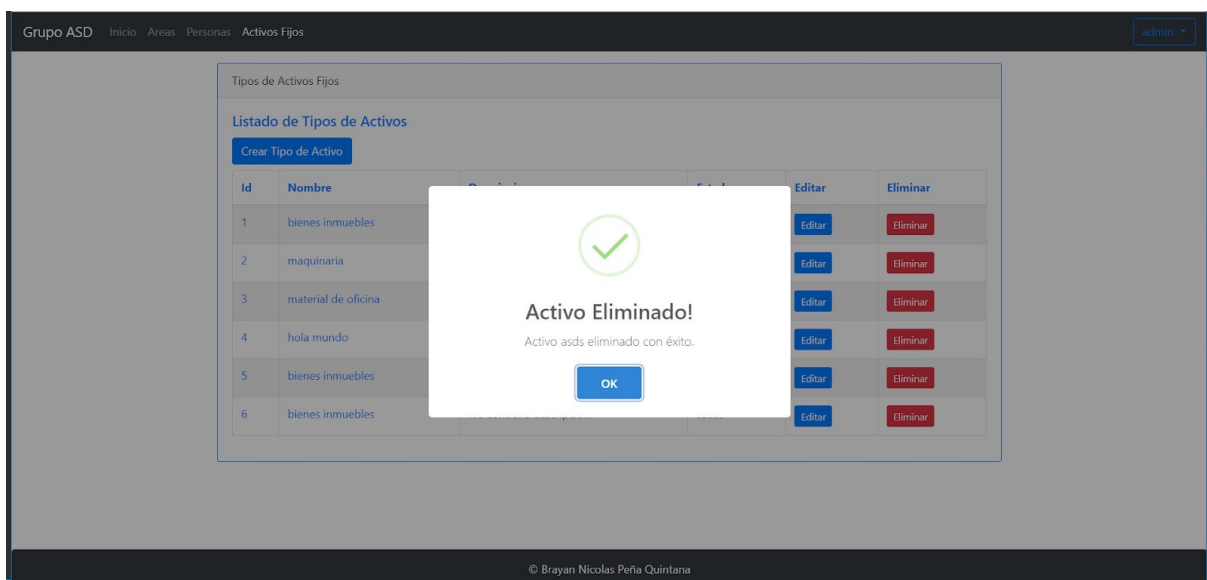 Grupo ASD Inicio Areas Personas Activos Fijos admin
Tipos de Activos Fijos
Listado de Tipos de Activos
Crear Tipo de Activo
Id Nombre Editar Eliminar
1 bienes inmuebles Editar Eliminar
2 maquinaria Editar Eliminar
3 material de oficina Editar Eliminar
4 hola mundo Editar Eliminar
5 bienes inmuebles Editar Eliminar
6 bienes inmuebles Editar Eliminar
Activo Eliminado!
Activo asds eliminado con éxito.
OK
© Brayan Nicolas Peña Quintana